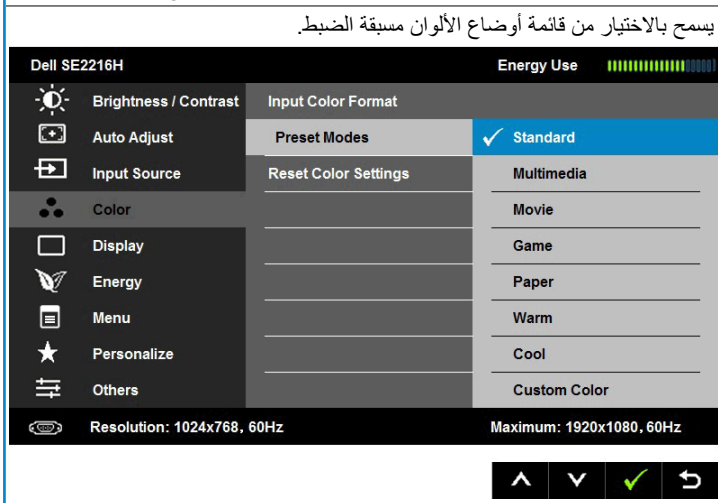 يسمح بالاختيار من قائمة أوضاع الألوان مسبقة الضبط.
Dell SE2216H Energy Use
Brightness / Contrast Input Color Format
Auto Adjust Preset Modes Standard
Input Source Reset Color Settings Multimedia
Color Movie
Display Game
Energy Paper
Menu Warm
Personalize Cool
Others Custom Color
Resolution: 1024x768, 60Hz Maximum: 1920x1080, 60Hz